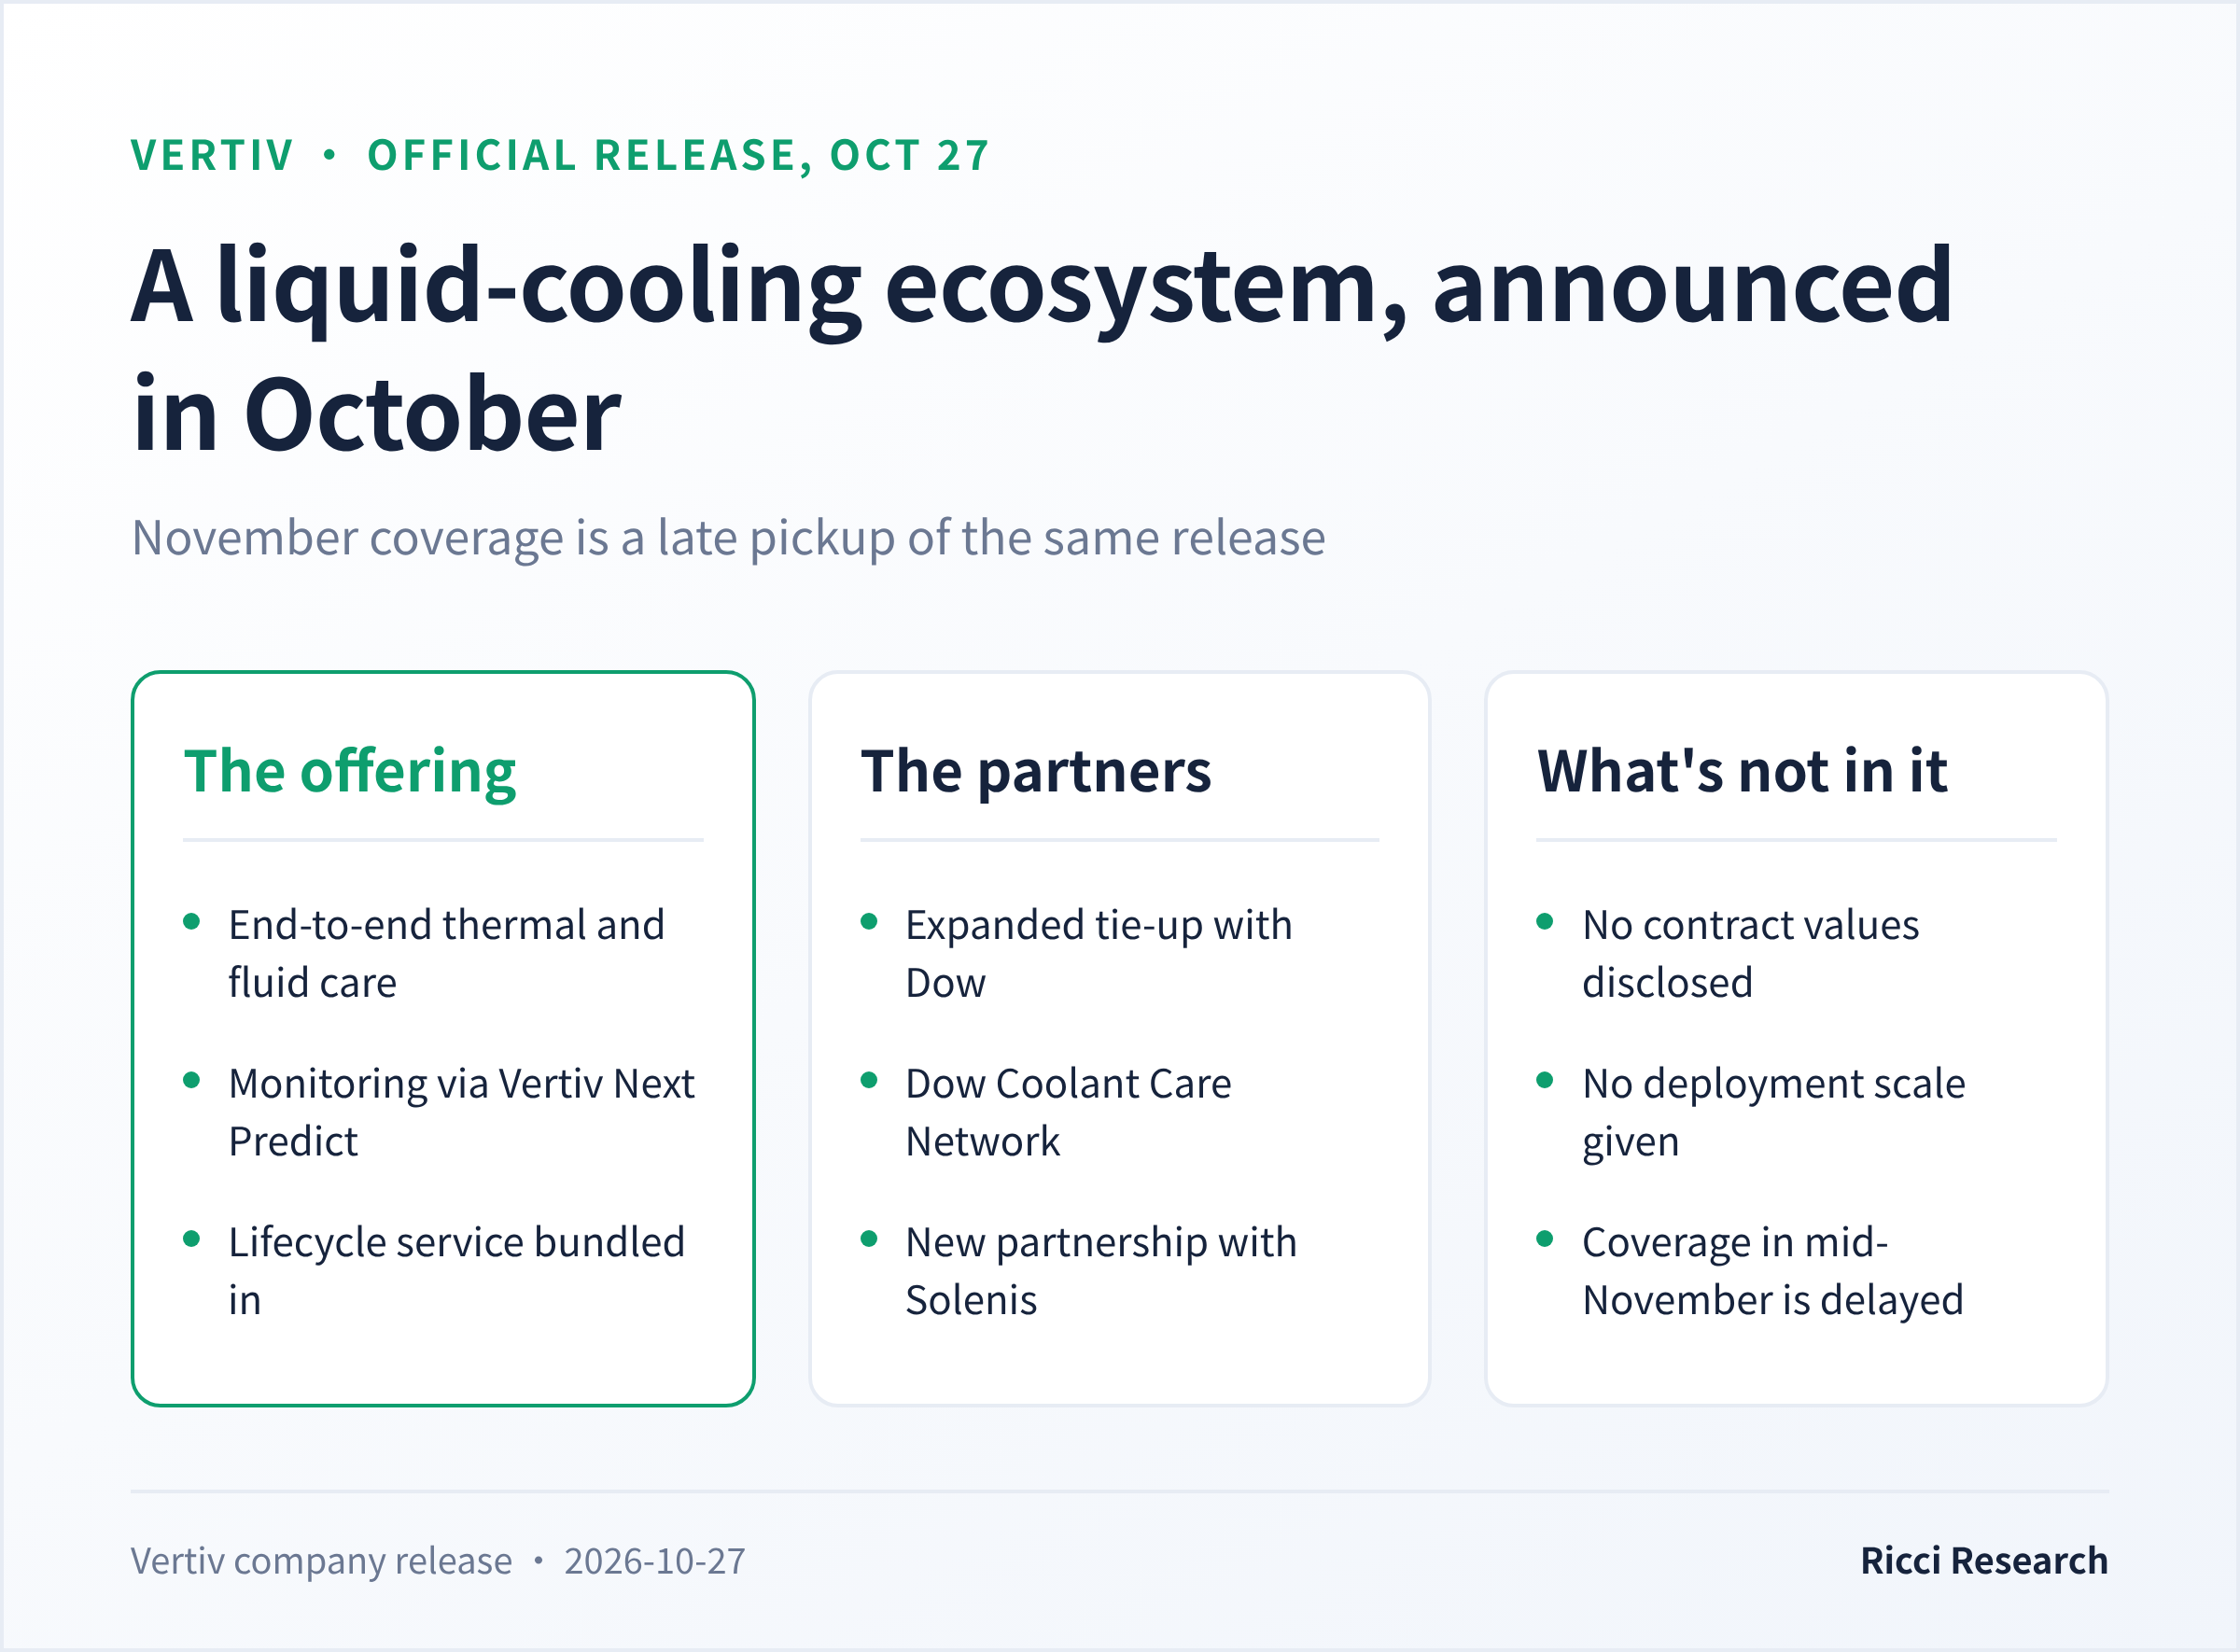 VERTIV • OFFICIAL RELEASE, OCT 27
A liquid-cooling ecosystem, announced
in October
November coverage is a late pickup of the same release
The offering
• End-to-end thermal and
fluid care
• Monitoring via Vertiv Next
Predict
• Lifecycle service bundled
in
The partners
• Expanded tie-up with
Dow
• Dow Coolant Care
Network
• New partnership with
Solenis
What's not in it
• No contract values
disclosed
• No deployment scale
given
• Coverage in mid-
November is delayed
Vertiv company release • 2026-10-27
Ricci Research